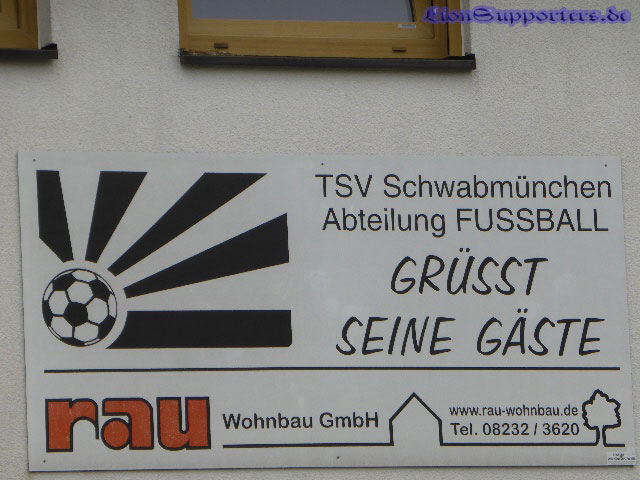 LionSupporters.de
TSV Schwabmünchen
Abteilung FUSSBALL
GRÜSST
SEINE GÄSTE
rau Wohnbau GmbH
www.rau-wohnbau.de
Tel. 08232 / 3620